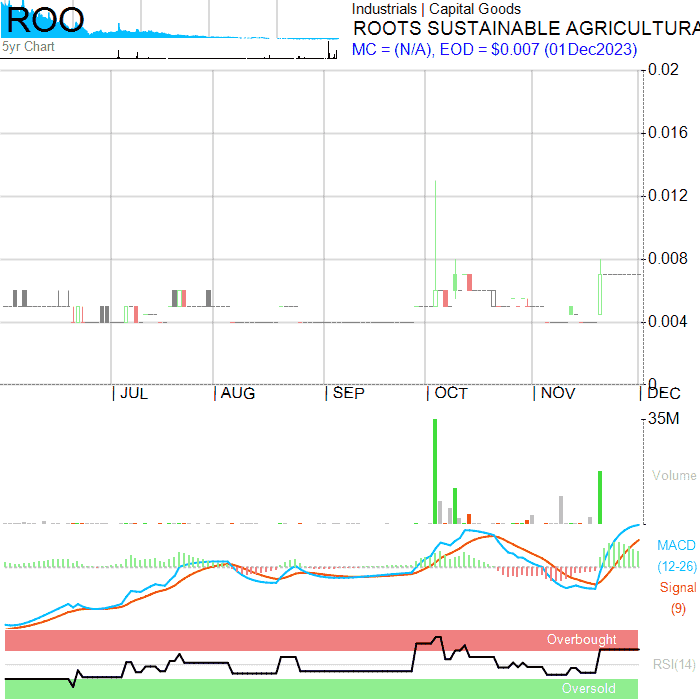 ROO
Industrials | Capital Goods
ROOTS SUSTAINABLE AGRICULTURA
5yr Chart
MC = (N/A), EOD = $0.007 (01Dec2023)
0.02
0.016
0.012
0.008
0.004
0
JUL AUG SEP OCT NOV DEC
35M
Volume
MACD
(12-26)
Signal
(9)
Overbought
RSI(14)
Oversold